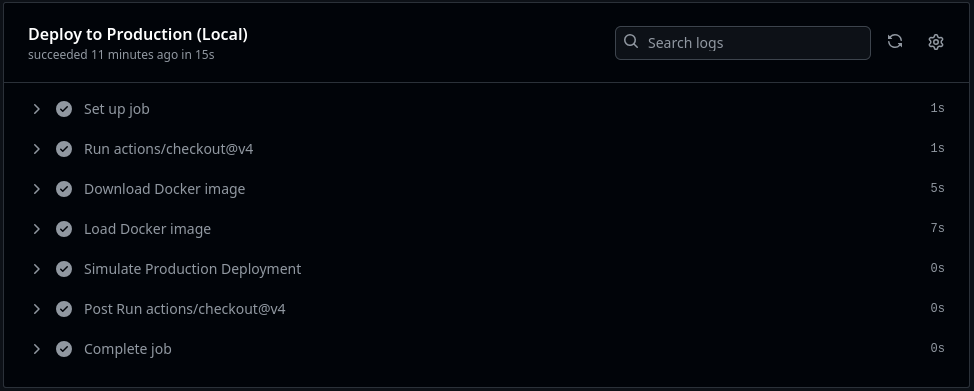 Deploy to Production (Local)
succeeded 11 minutes ago in 15s
Search logs
Set up job 1s
Run actions/checkout@v4 1s
Download Docker image 5s
Load Docker image 7s
Simulate Production Deployment 0s
Post Run actions/checkout@v4 0s
Complete job 0s